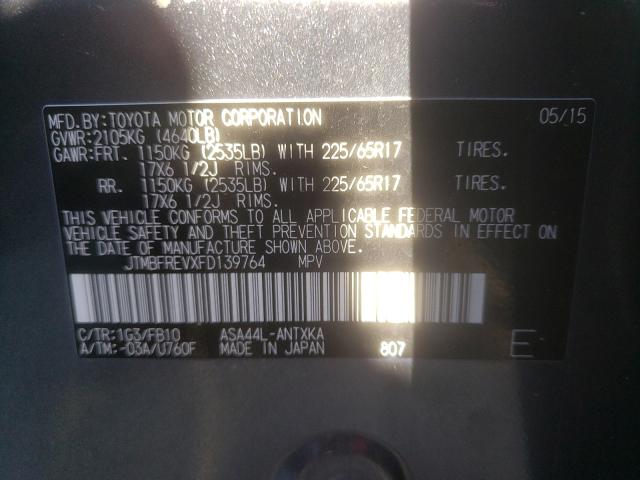 MFD.BY:TOYOTA MOTOR CORPORATION 05/15
GVWR:2105KG (4640LB)
GAWR:FRT. 1150KG (2535LB) WITH 225/65R17 TIRES.
17X6 1/2J RIMS.
RR. 1150KG (2535LB) WITH 225/65R17 TIRES.
17X6 1/2J RIMS.
THIS VEHICLE CONFORMS TO ALL APPLICABLE FEDERAL MOTOR
VEHICLE SAFETY AND THEFT PREVENTION STANDARDS IN EFFECT ON
THE DATE OF MANUFACTURE SHOWN ABOVE.
JTMBFREVXFD139764 MPV
C/TR:1G3/FB10 ASA44L-ANTXKA
A/TM:-03A/U760F MADE IN JAPAN 807 E